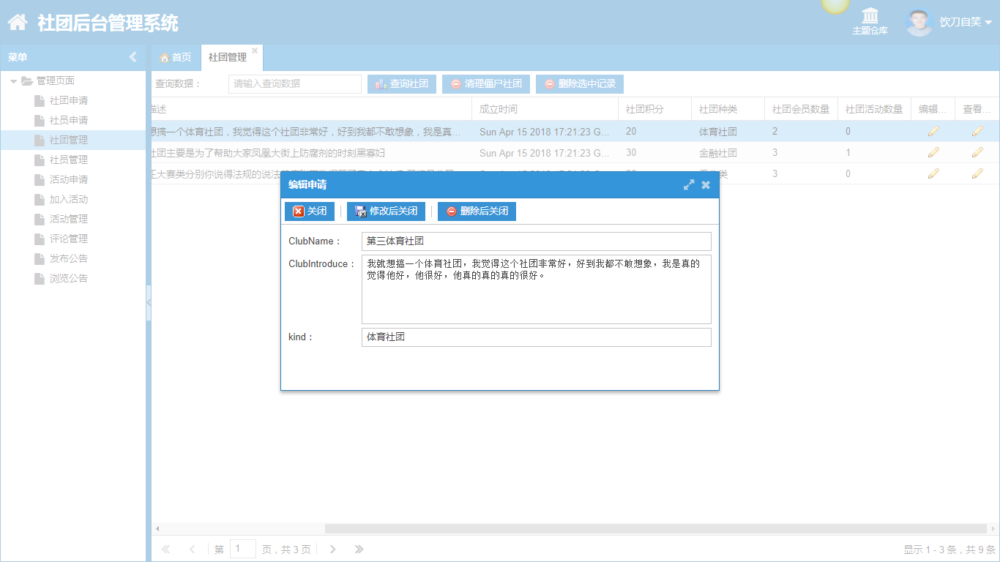 社团后台管理系统
主题仓库
饮刀自笑
菜单
首页
社团管理
管理页面
社团申请
社员申请
社团管理
社员管理
活动申请
加入活动
活动管理
评论管理
发布公告
浏览公告
查询数据：
请输入查询数据
查询社团
清理僵尸社团
删除选中记录
描述 成立时间 社团积分 社团种类 社团会员数量 社团活动数量 编辑... 查看...
想搞一个体育社团，我觉得这个社团非常好，好到我都不敢想象，我是真... Sun Apr 15 2018 17:21:23 G... 20 体育社团 2 0
社团主要是为了帮助大家凤凰大街上防腐剂的时刻黑寡妇 Sun Apr 15 2018 17:21:23 G... 30 金融社团 3 1
正大赛类分别你说得法规的说法 3 0
编辑申请
关闭
修改后关闭
删除后关闭
ClubName：
第三体育社团
ClubIntroduce：
我就想搞一个体育社团，我觉得这个社团非常好，好到我都不敢想象，我是真的
觉得他好，他很好，他真的真的真的很好。
kind：
体育社团
第 1 页，共 3 页
显示 1 - 3 条，共 9 条